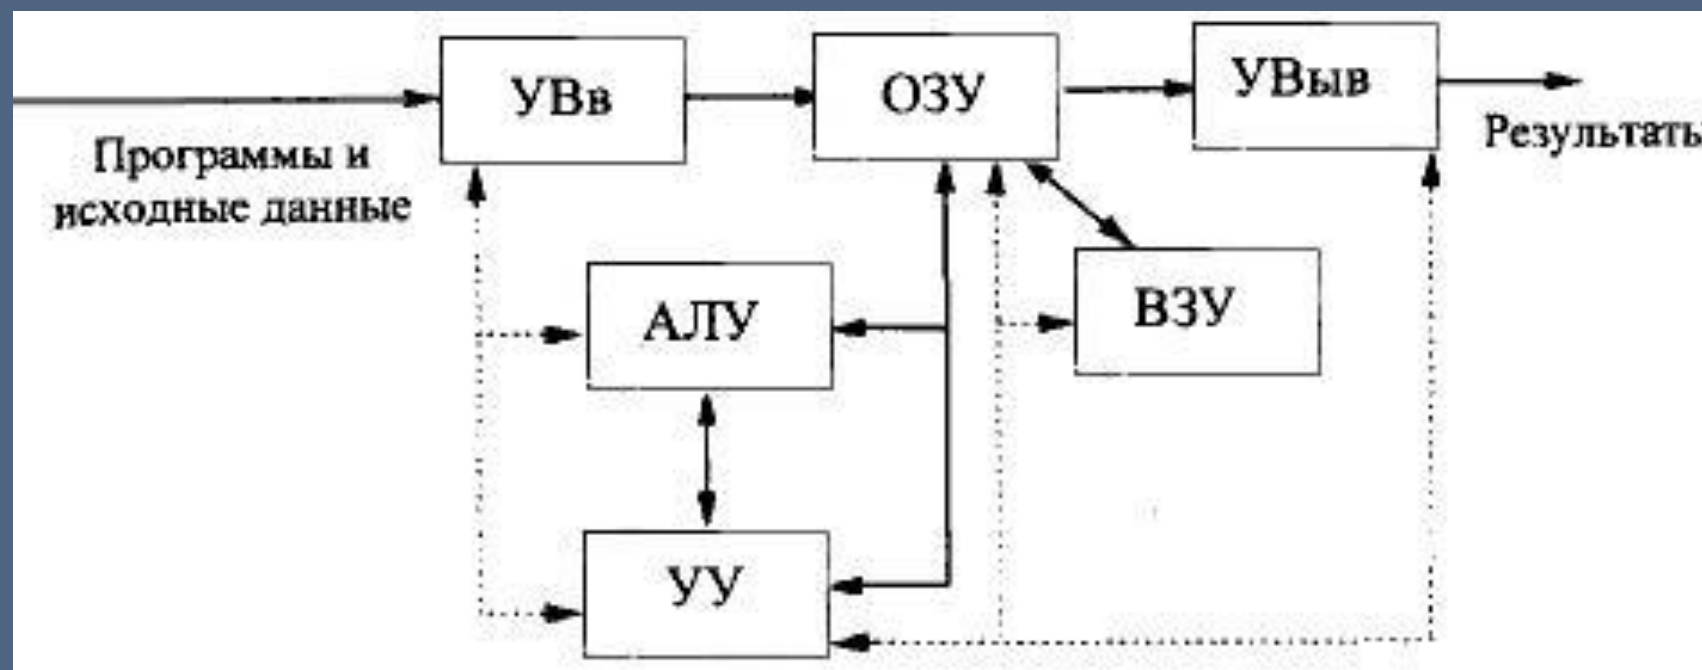 УВв
ОЗУ
УВыв
Программы и
исходные данные
Результаты
АЛУ
ВЗУ
УУ